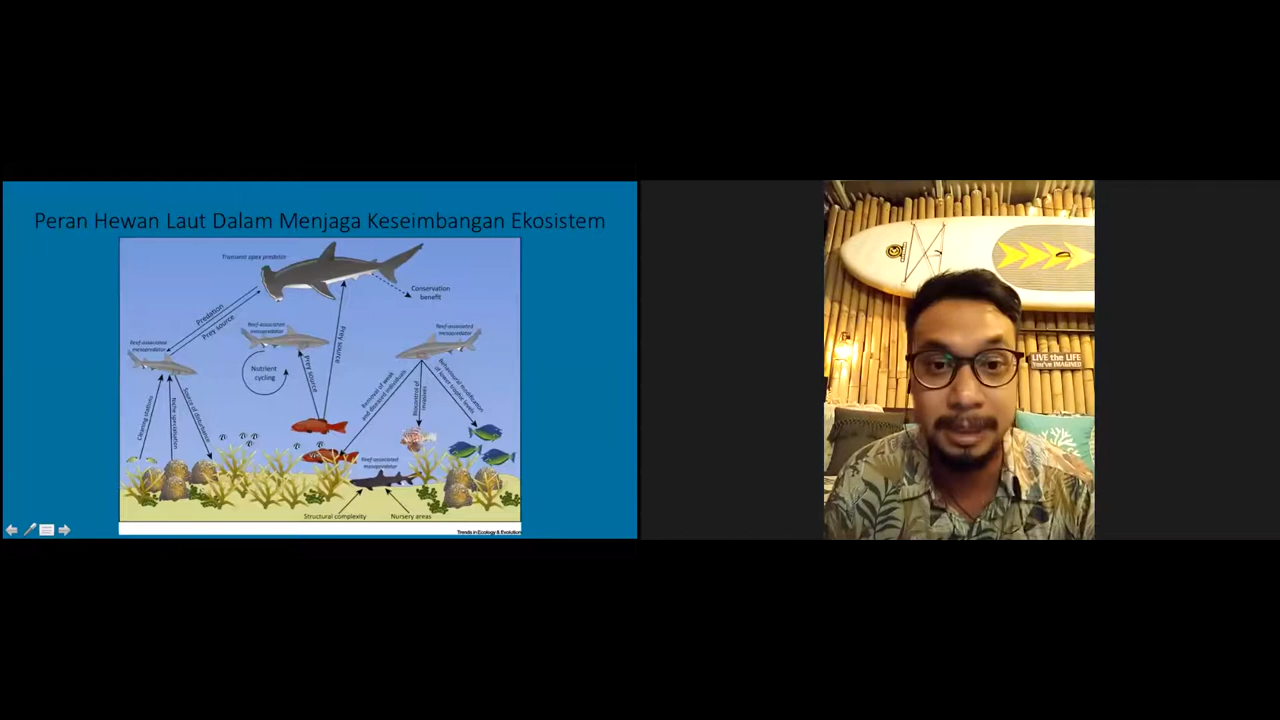 Peran Hewan Laut Dalam Menjaga Keseimbangan Ekosistem
Transient apex predator
Conservation
benefit
Predation
Prey source
Reef-associated
mesopredator
Reef-associated
mesopredator
Reef-associated
mesopredator
Nutrient
cycling
Prey source
Prey source
Removal of weak
and diseased individuals
Biocontrol of
invasives
Behavioural modification
of lower trophic levels
Cleaning stations
Niche specialisation
Source of disturbance
Reef-associated
mesopredator
Structural complexity
Nursery areas
Trends in Ecology & Evolution
LIVE the LIFE
YOU'VE IMAGINED